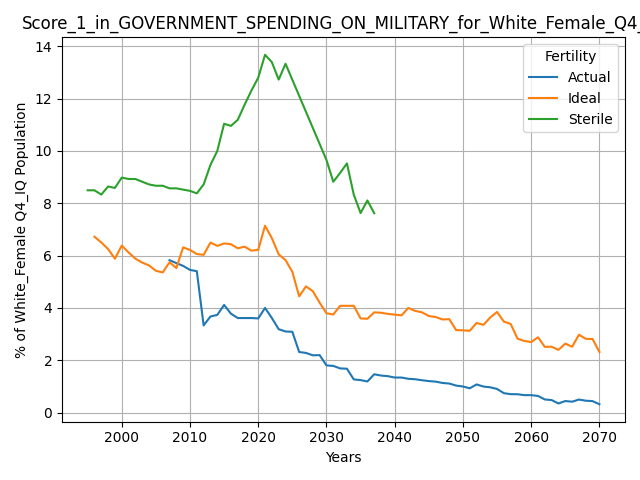 Score_1_in_GOVERNMENT_SPENDING_ON_MILITARY_for_White_Female_Q4_
14
12
10
8
6
4
2
0
% of White_Female Q4_IQ Population
Fertility
Actual
Ideal
Sterile
2000 2010 2020 2030 2040 2050 2060 2070
Years